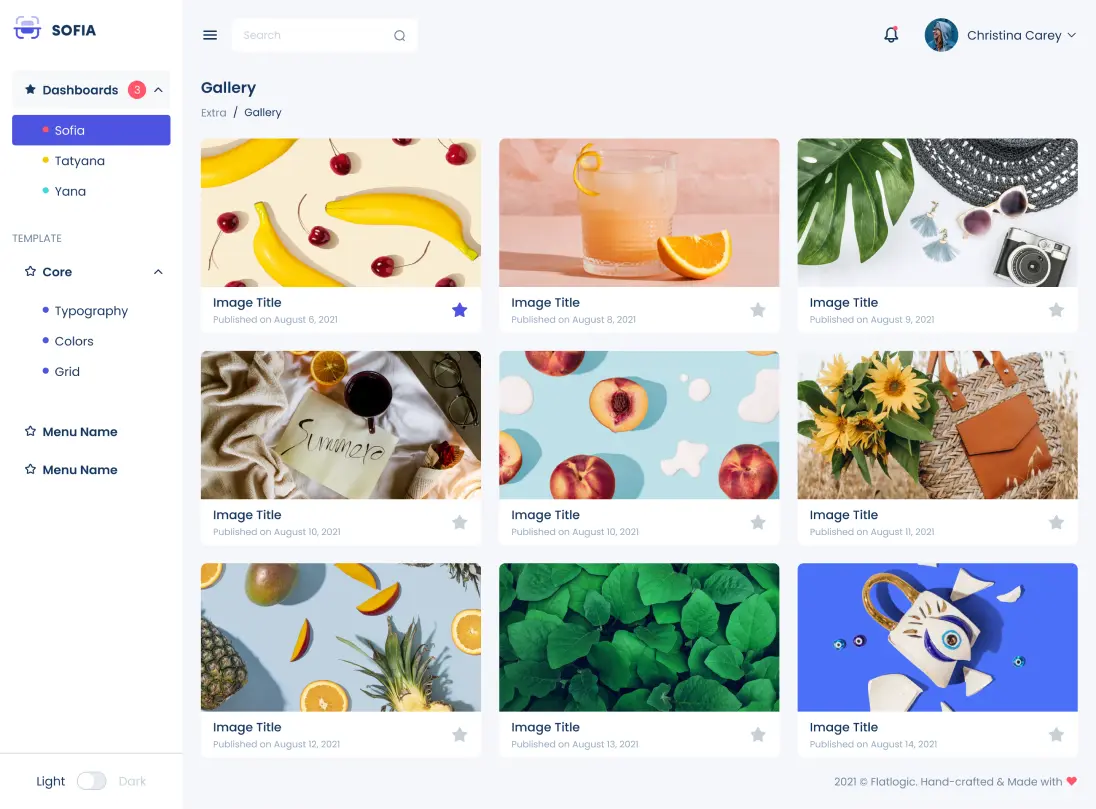 SOFIA
Search
Christina Carey
Dashboards 3
Sofia
Tatyana
Yana
TEMPLATE
Core
Typography
Colors
Grid
Menu Name
Menu Name
Light Dark
Gallery
Extra / Gallery
Image Title
Published on August 6, 2021
Image Title
Published on August 8, 2021
Image Title
Published on August 9, 2021
Summer
Image Title
Published on August 10, 2021
Image Title
Published on August 10, 2021
Image Title
Published on August 11, 2021
Image Title
Published on August 12, 2021
Image Title
Published on August 13, 2021
Image Title
Published on August 14, 2021
2021 © Flatlogic. Hand-crafted & Made with ❤